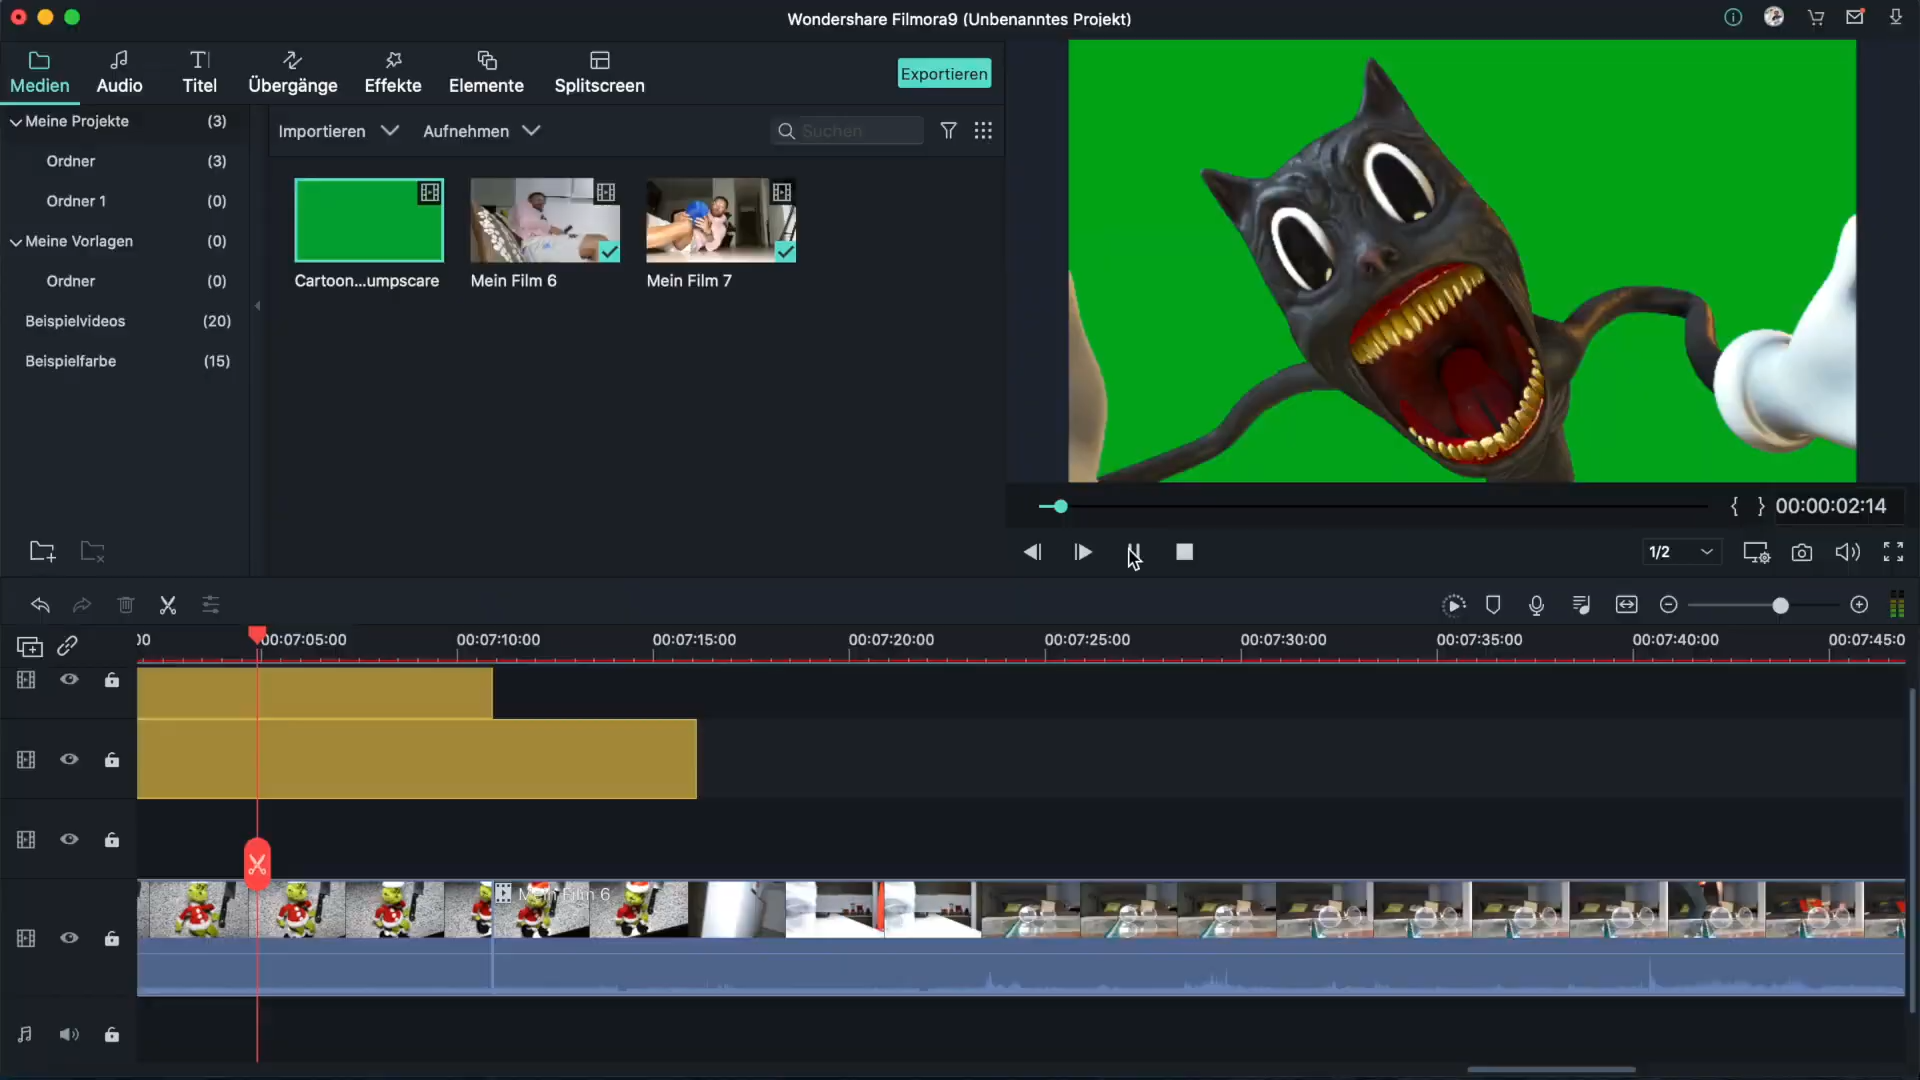 Wondershare Filmora9 (Unbenanntes Projekt)
Medien
Audio
Titel
Übergänge
Effekte
Elemente
Splitscreen
Exportieren
Meine Projekte (3)
Ordner (3)
Ordner 1 (0)
Meine Vorlagen (0)
Ordner (0)
Beispielvideos (20)
Beispielfarbe (15)
Importieren
Aufnehmen
Suchen
Cartoon...umpscare
Mein Film 6
Mein Film 7
{ } 00:00:02:14
1/2
00
00:07:05:00
00:07:10:00
00:07:15:00
00:07:20:00
00:07:25:00
00:07:30:00
00:07:35:00
00:07:40:00
00:07:45:0
Mein Film 6